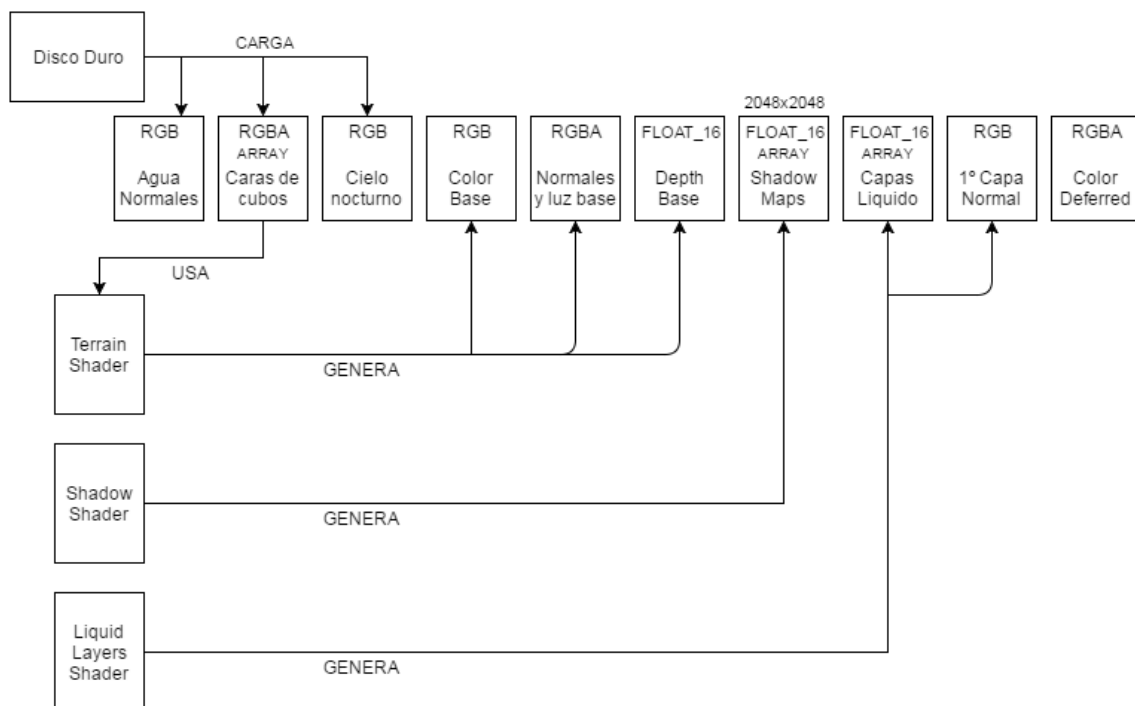 Disco Duro
CARGA
2048x2048
RGB
Agua
Normales
RGBA
ARRAY
Caras de
cubos
RGB
Cielo
nocturno
RGB
Color
Base
RGBA
Normales
y luz base
FLOAT_16
Depth
Base
FLOAT_16
ARRAY
Shadow
Maps
FLOAT_16
ARRAY
Capas
Liquido
RGB
1º Capa
Normal
RGBA
Color
Deferred
USA
Terrain
Shader
GENERA
Shadow
Shader
GENERA
Liquid
Layers
Shader
GENERA